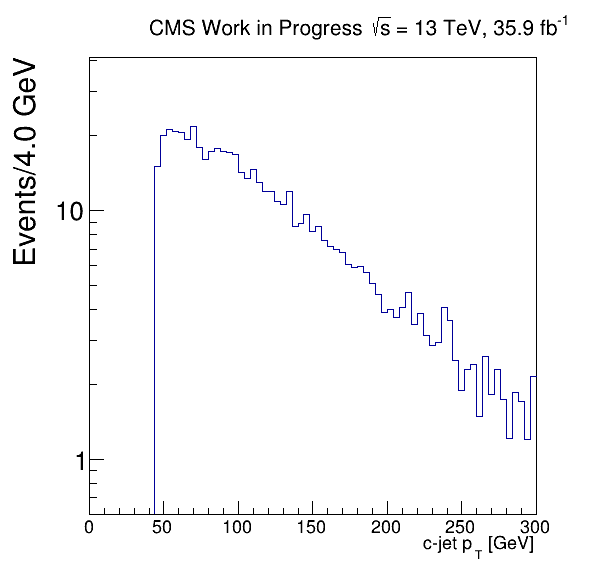 CMS Work in Progress √s = 13 TeV, 35.9 fb⁻¹
Events/4.0 GeV
10
1
0 50 100 150 200 250 300
c-jet p_T [GeV]